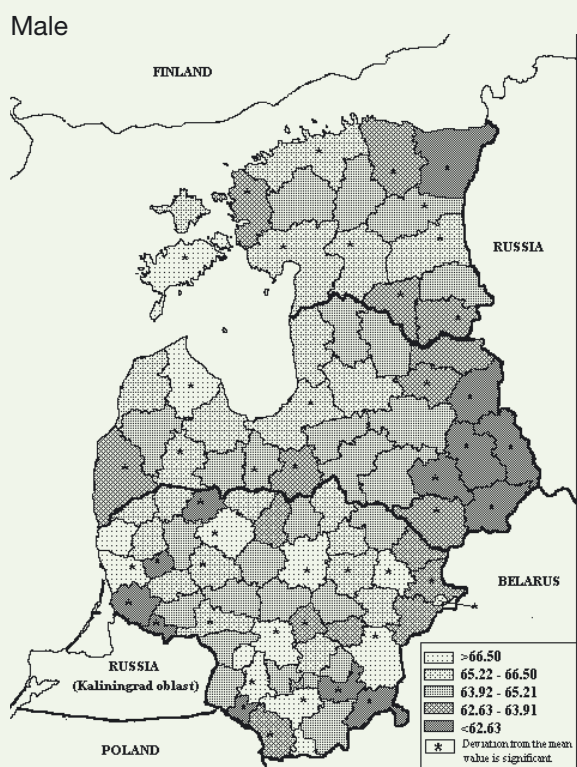 Male
FINLAND
RUSSIA
BELARUS
RUSSIA
(Kaliningrad oblast)
POLAND
>66.50
65.22 - 66.50
63.92 - 65.21
62.63 - 63.91
<62.63
* Deviation from the mean
value is significant